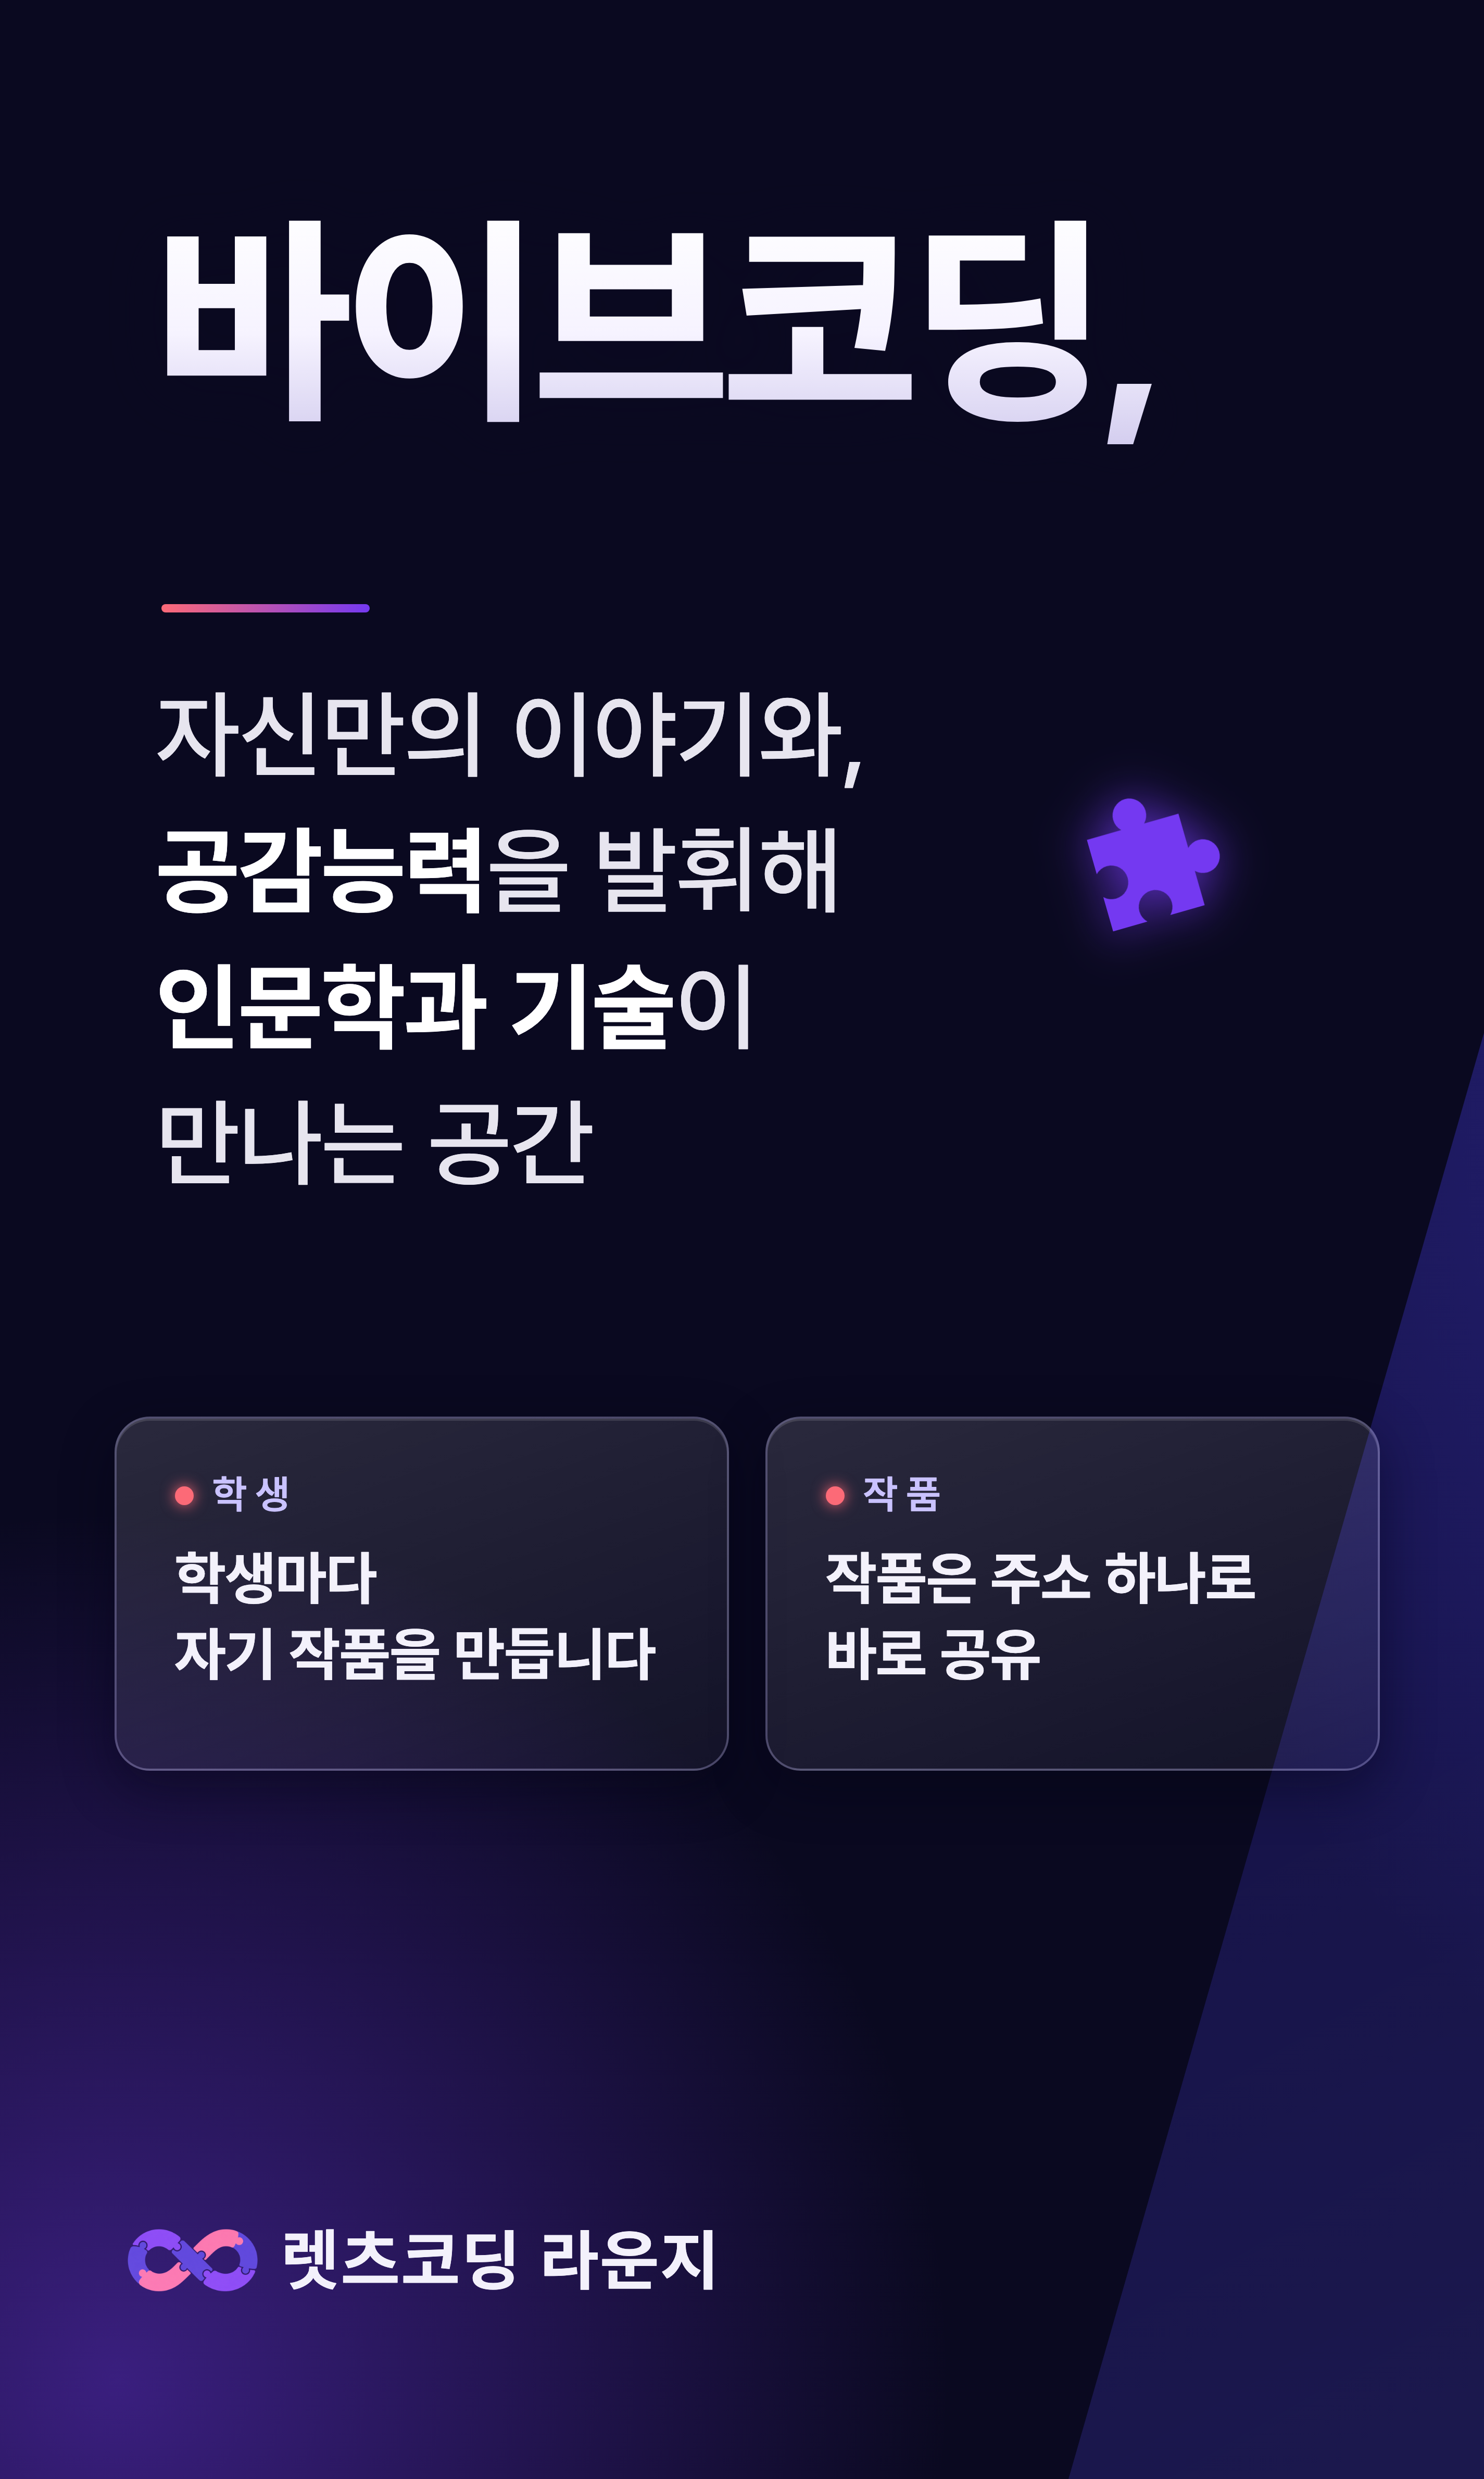 바이브코딩,
자신만의 이야기와,
공감능력을 발휘해
인문학과 기술이
만나는 공간
학생
학생마다
자기 작품을 만듭니다
작품
작품은 주소 하나로
바로 공유
렛츠코딩 라운지